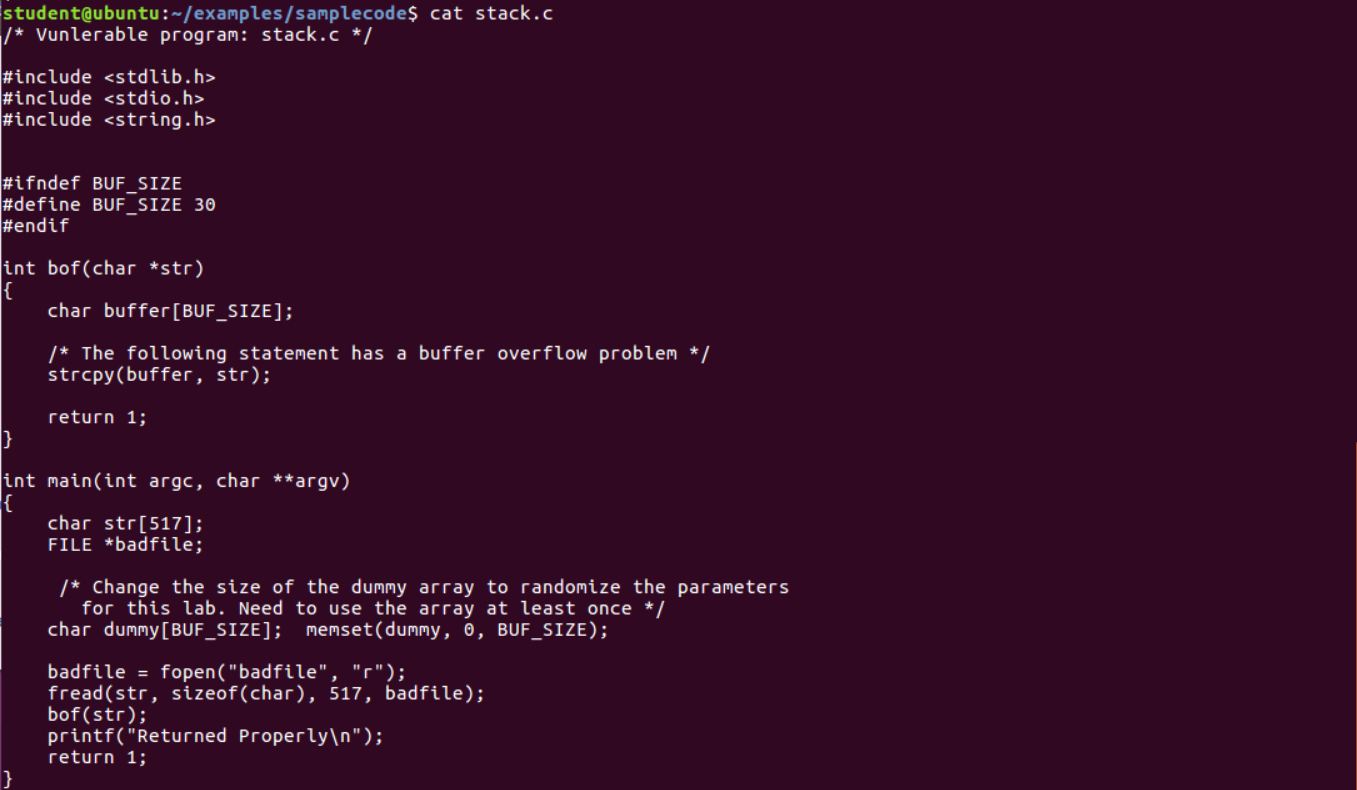 student@ubuntu:~/examples/samplecode$ cat stack.c
/* Vunlerable program: stack.c */
#include <stdlib.h>
#include <stdio.h>
#include <string.h>
#ifndef BUF_SIZE
#define BUF_SIZE 30
#endif
int bof(char *str)
{
    char buffer[BUF_SIZE];
    /* The following statement has a buffer overflow problem */
    strcpy(buffer, str);
    return 1;
}
int main(int argc, char **argv)
{
    char str[517];
    FILE *badfile;
     /* Change the size of the dummy array to randomize the parameters
       for this lab. Need to use the array at least once */
    char dummy[BUF_SIZE];  memset(dummy, 0, BUF_SIZE);
    badfile = fopen("badfile", "r");
    fread(str, sizeof(char), 517, badfile);
    bof(str);
    printf("Returned Properly\n");
    return 1;
}